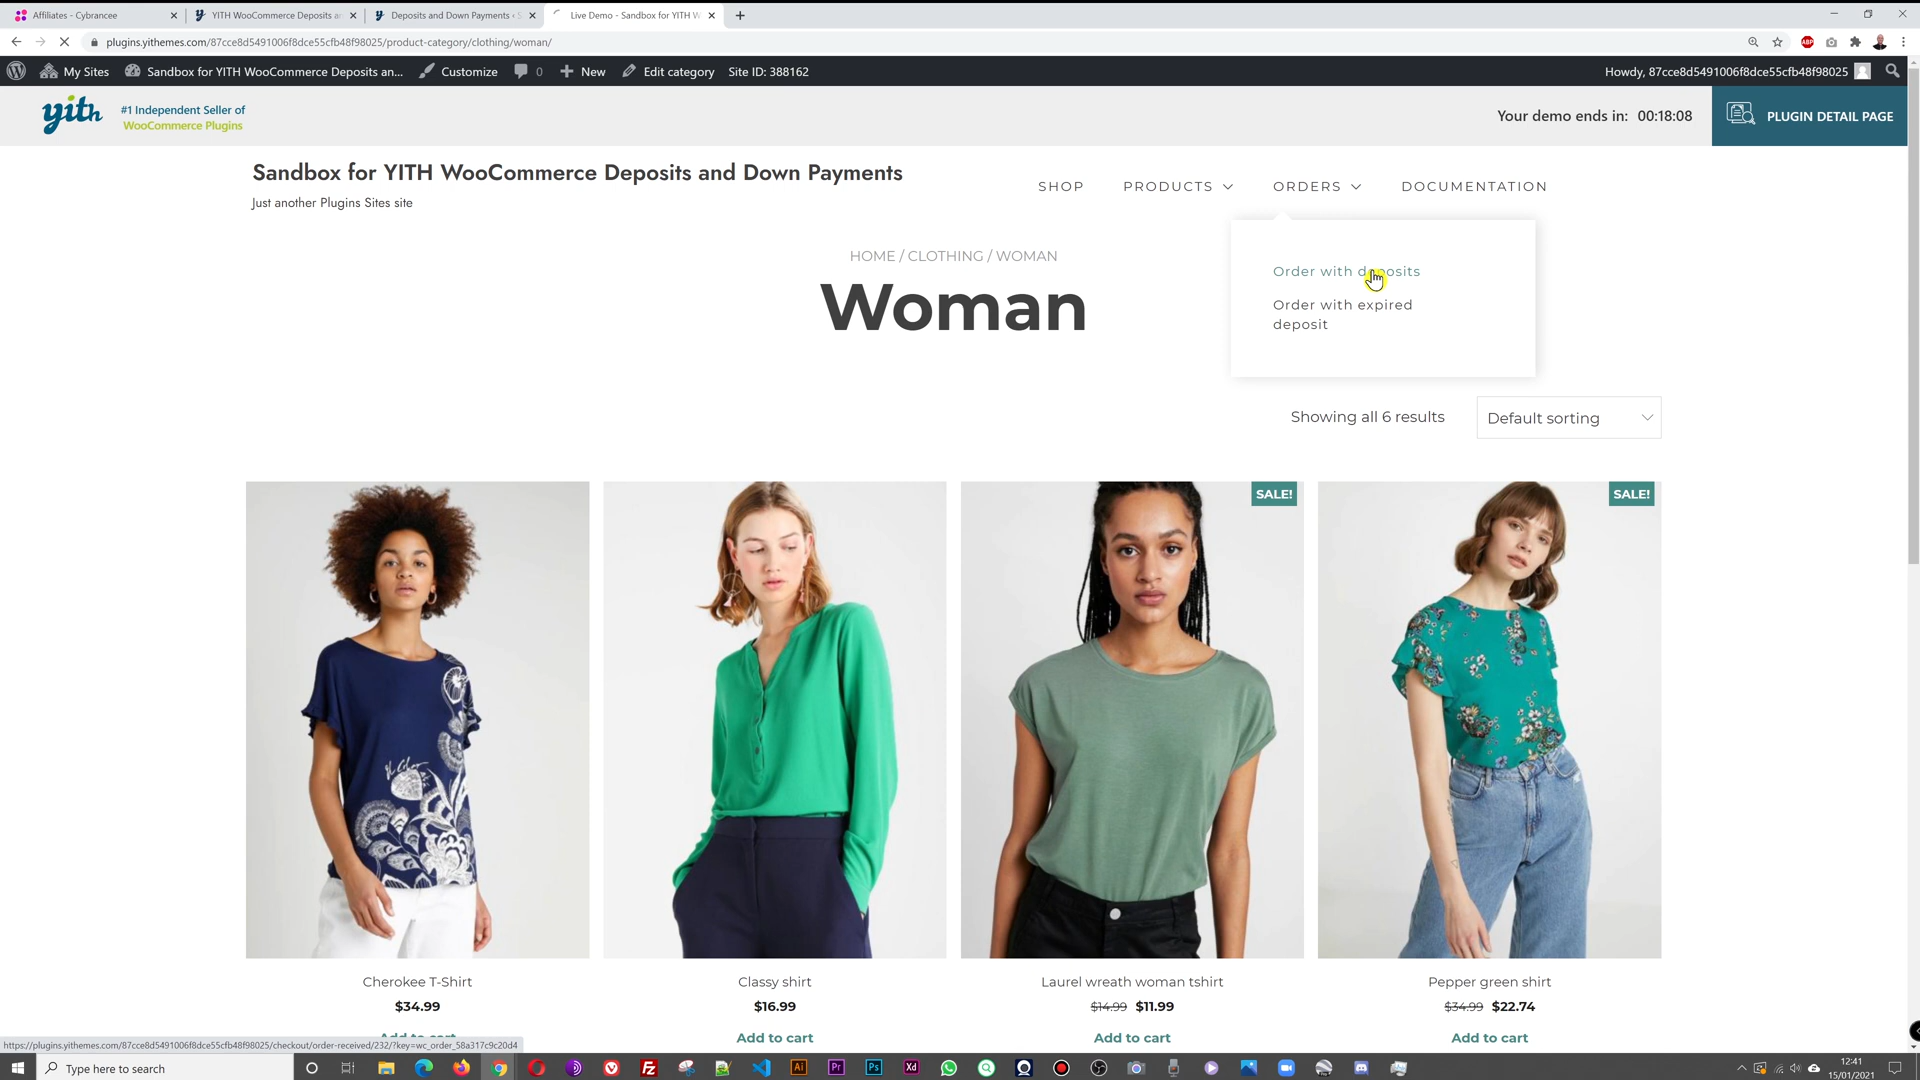 Affiliates - Cybrancee
YITH WooCommerce Deposits an
Deposits and Down Payments ‹ S
Live Demo - Sandbox for YITH W
plugins.yithemes.com/87cce8d5491006f8dce55cfb48f98025/product-category/clothing/woman/
My Sites
Sandbox for YITH WooCommerce Deposits an...
Customize
0
New
Edit category
Site ID: 388162
Howdy, 87cce8d5491006f8dce55cfb48f98025
yith
#1 Independent Seller of
WooCommerce Plugins
Your demo ends in: 00:18:08
PLUGIN DETAIL PAGE
Sandbox for YITH WooCommerce Deposits and Down Payments
Just another Plugins Sites site
SHOP
PRODUCTS
ORDERS
DOCUMENTATION
Order with deposits
Order with expired
deposit
HOME / CLOTHING / WOMAN
Woman
Showing all 6 results
Default sorting
SALE!
SALE!
Cherokee T-Shirt
$34.99
Add to cart
Classy shirt
$16.99
Add to cart
Laurel wreath woman tshirt
$14.99 $11.99
Add to cart
Pepper green shirt
$34.99 $22.74
Add to cart
https://plugins.yithemes.com/87cce8d5491006f8dce55cfb48f98025/checkout/order-received/232/?key=wc_order_58a317c9c20d4
Type here to search
12:41
15/01/2021